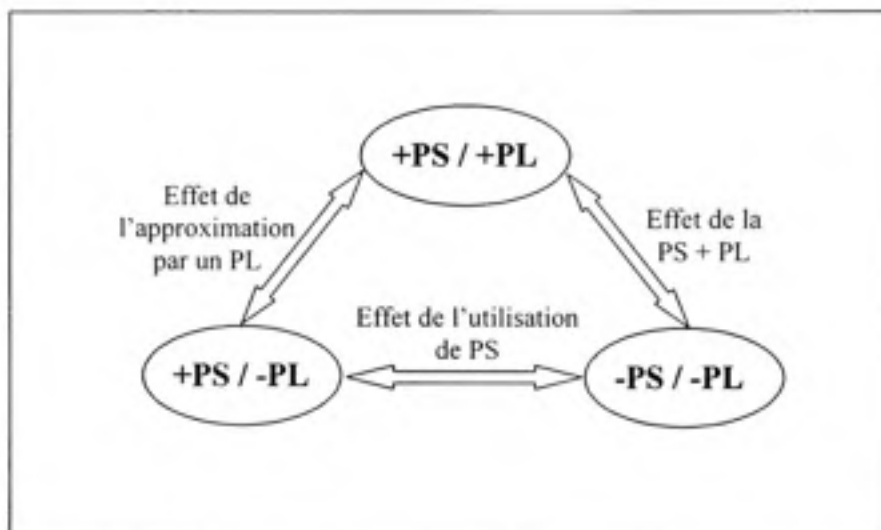 +PS / +PL
Effet de
l'approximation
par un PL
Effet de la
PS + PL
Effet de l'utilisation
de PS
+PS / -PL
-PS / -PL